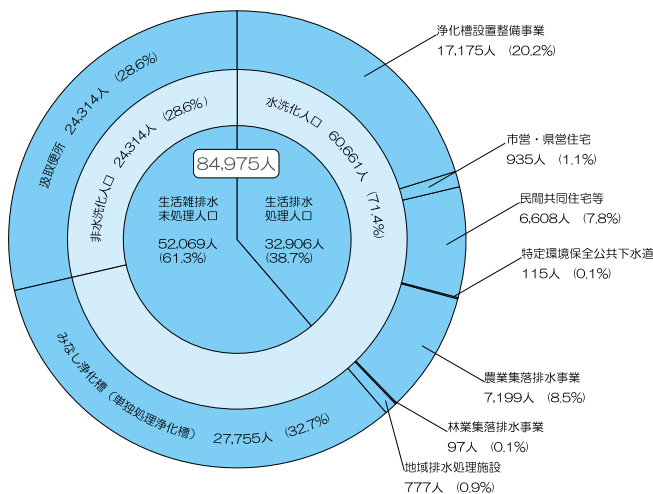 84,975人
生活雑排水
未処理人口
52,069人
(61.3%)
生活排水
処理人口
32,906人
(38.7%)
水洗化人口 60,661人 (71.4%)
非水洗化人口 24,314人 (28.6%)
汲取便所 24,314人 (28.6%)
みなし浄化槽(単独処理浄化槽) 27,755人 (32.7%)
浄化槽設置整備事業
17,175人 (20.2%)
市営・県営住宅
935人 (1.1%)
民間共同住宅等
6,608人 (7.8%)
特定環境保全公共下水道
115人 (0.1%)
農業集落排水事業
7,199人 (8.5%)
林業集落排水事業
97人 (0.1%)
地域排水処理施設
777人 (0.9%)